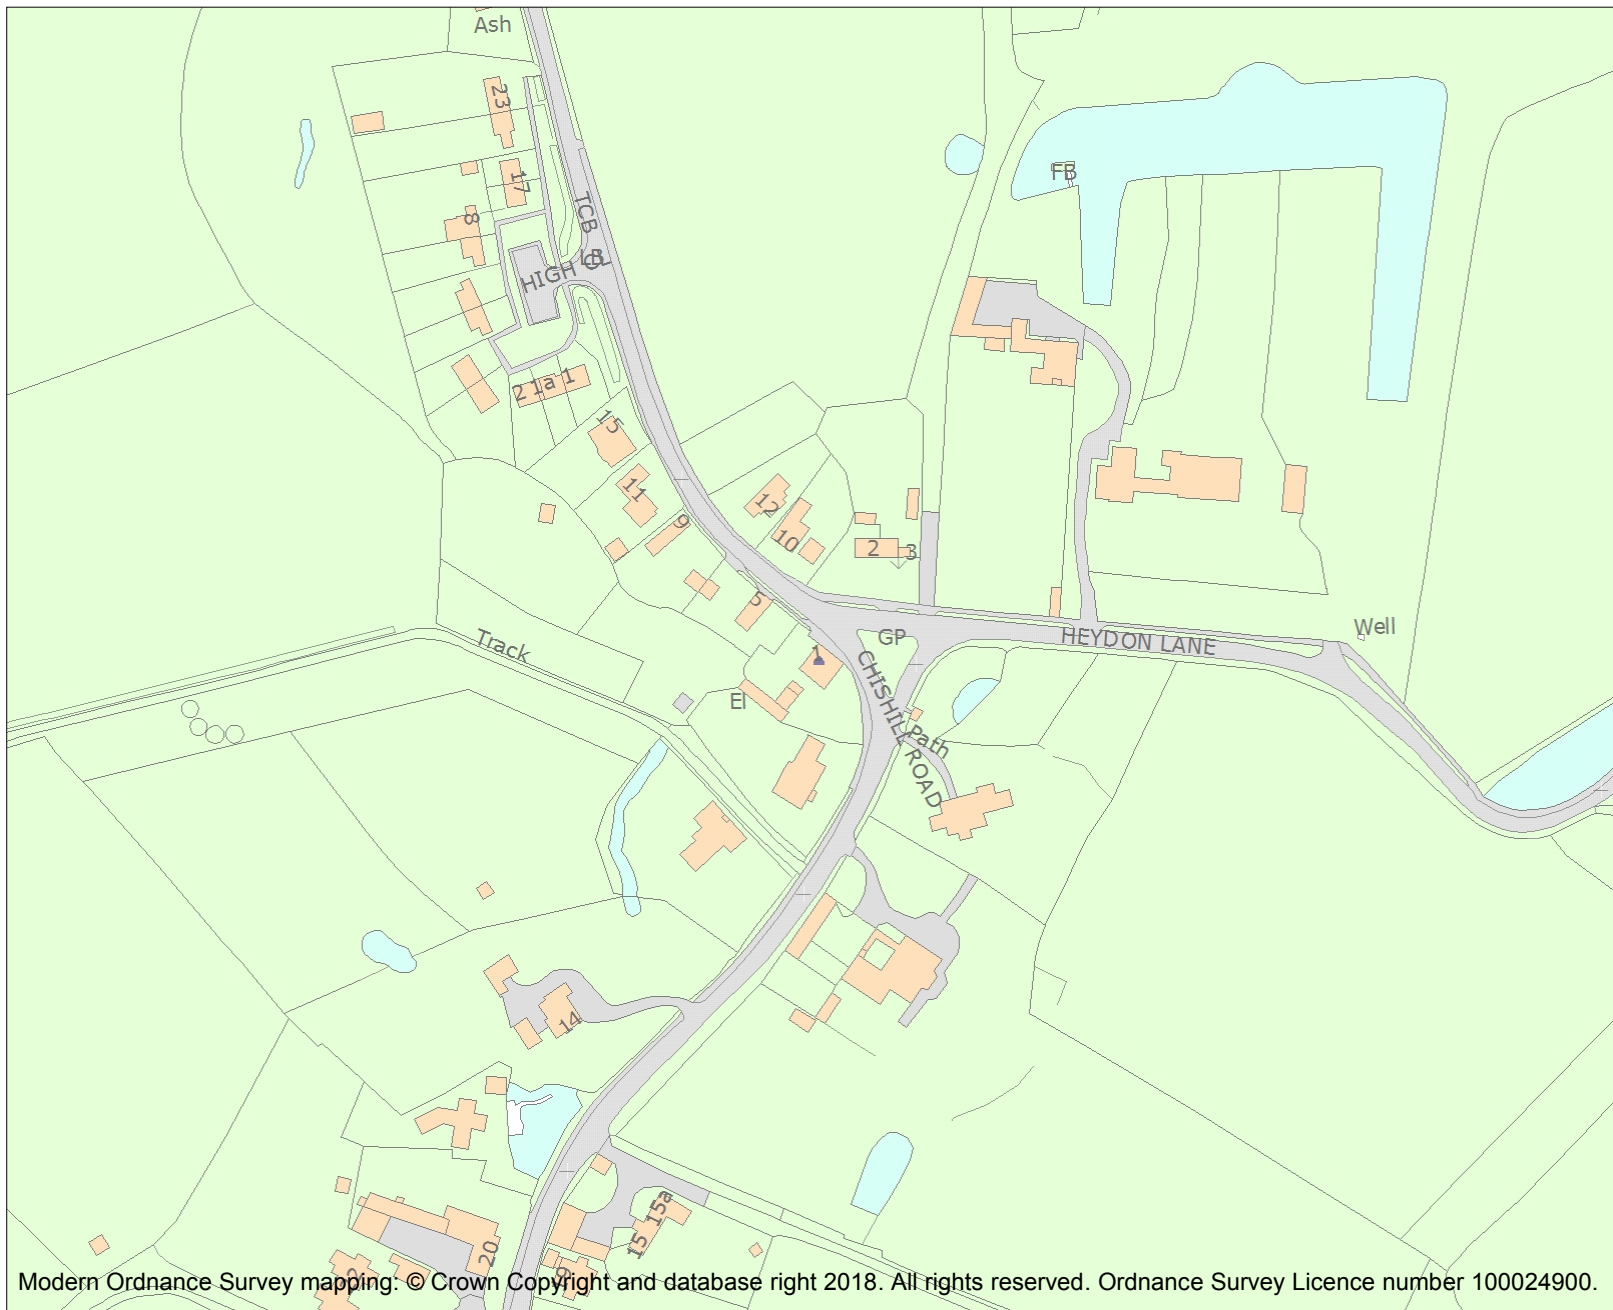 Ash
23
17
TCB
8
LB
HIGH CL
FB
2 1a 1
15
11
9
12
10
2
3
5
1
GP
HEYDON LANE
Well
Track
El
CHISHILL ROAD
Path
14
15 15a
20
Modern Ordnance Survey mapping: © Crown Copyright and database right 2018. All rights reserved. Ordnance Survey Licence number 100024900.